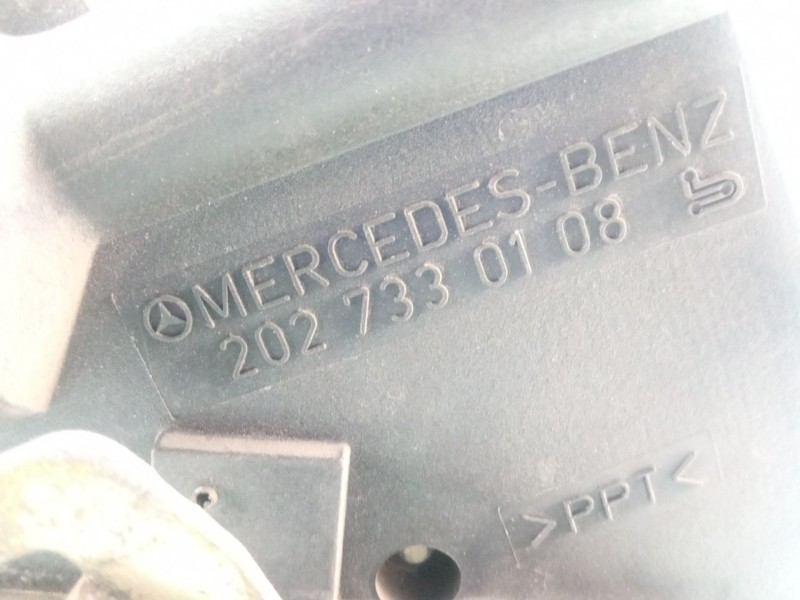 MERCEDES-BENZ
202 733 01 08
>PPT<